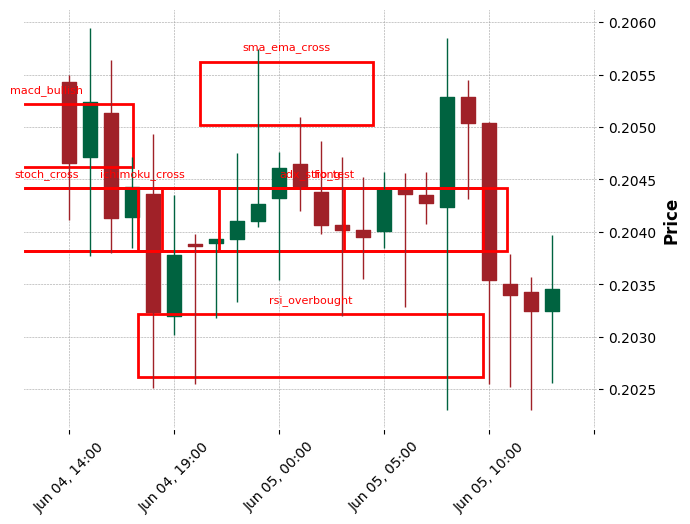 sma_ema_cross
macd_bullish
stoch_cross
ichimoku_cross
fib_test
rsi_overbought
0.2060
0.2055
0.2050
0.2045
0.2040
0.2035
0.2030
0.2025
Price
Jun 04, 14:00
Jun 04, 19:00
Jun 05, 00:00
Jun 05, 05:00
Jun 05, 10:00